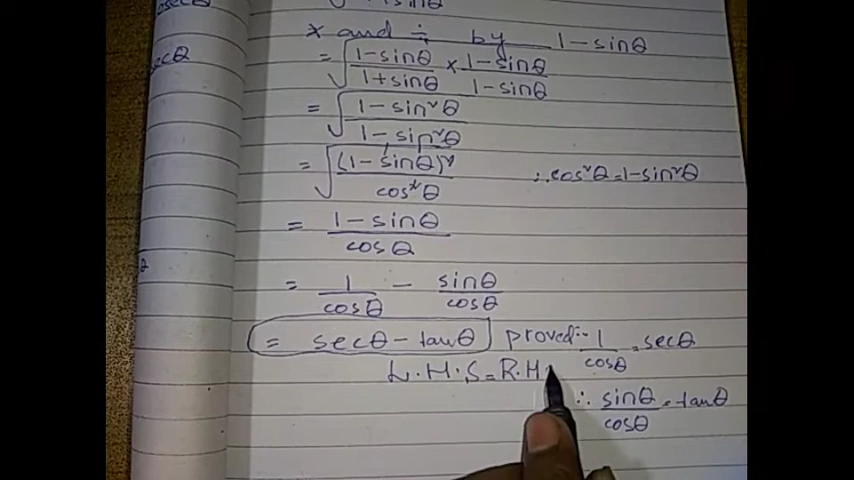 × and ÷ by 1 - sinθ
= √(1-sinθ / 1+sinθ × 1-sinθ / 1-sinθ)
= √(1-sin²θ / 1-sin²θ)
= √((1-sinθ)² / cos²θ) ∴ cos²θ = 1-sin²θ
= 1-sinθ / cosθ
= 1/cosθ - sinθ/cosθ
= secθ - tanθ proved ∵ 1/cosθ = secθ
L.H.S = R.H
∴ sinθ/cosθ = tanθ